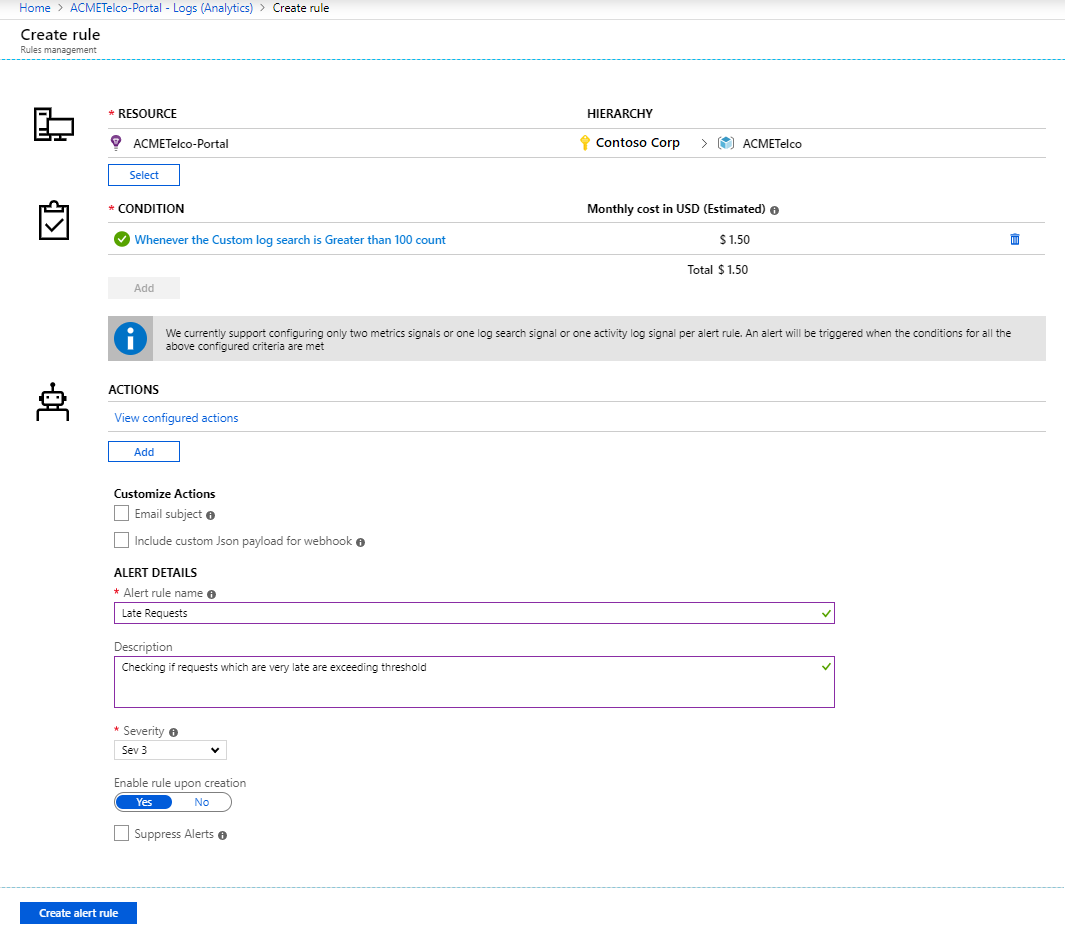 Home > ACMETelco-Portal - Logs (Analytics) > Create rule
Create rule
Rules management
* RESOURCE HIERARCHY
ACMETelco-Portal Contoso Corp > ACMETelco
Select
* CONDITION Monthly cost in USD (Estimated)
Whenever the Custom log search is Greater than 100 count $ 1.50
Total $ 1.50
Add
We currently support configuring only two metrics signals or one log search signal or one activity log signal per alert rule. An alert will be triggered when the conditions for all the
above configured criteria are met
ACTIONS
View configured actions
Add
Customize Actions
Email subject
Include custom Json payload for webhook
ALERT DETAILS
* Alert rule name
Late Requests
Description
Checking if requests which are very late are exceeding threshold
* Severity
Sev 3
Enable rule upon creation
Yes No
Suppress Alerts
Create alert rule